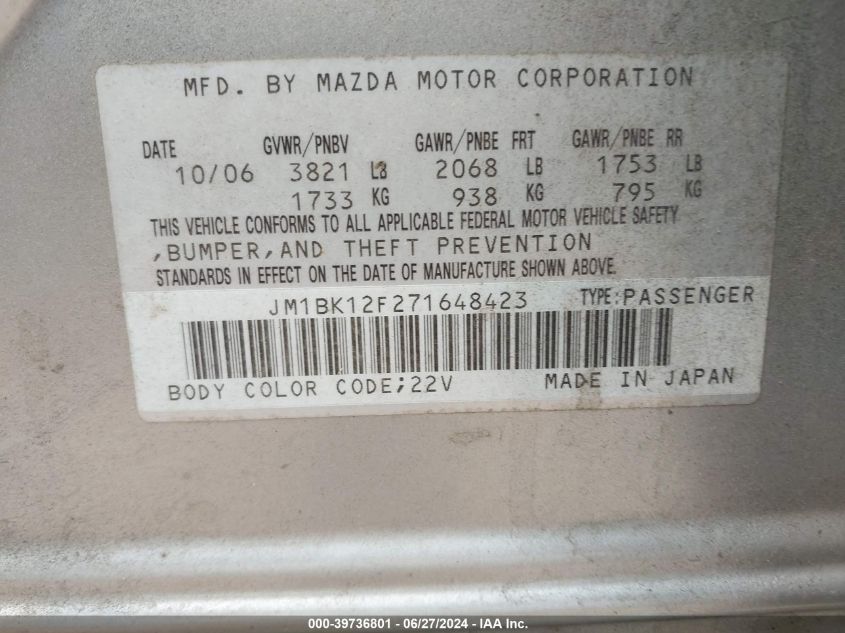 MFD. BY MAZDA MOTOR CORPORATION
DATE GVWR/PNBV GAWR/PNBE FRT GAWR/PNBE RR
10/06 3821 LB 2068 LB 1753 LB
1733 KG 938 KG 795 KG
THIS VEHICLE CONFORMS TO ALL APPLICABLE FEDERAL MOTOR VEHICLE SAFETY
,BUMPER,AND THEFT PREVENTION
STANDARDS IN EFFECT ON THE DATE OF MANUFACTURE SHOWN ABOVE.
JM1BK12F271648423 TYPE:PASSENGER
BODY COLOR CODE;22V MADE IN JAPAN
000-39736801 - 06/27/2024 - IAA Inc.